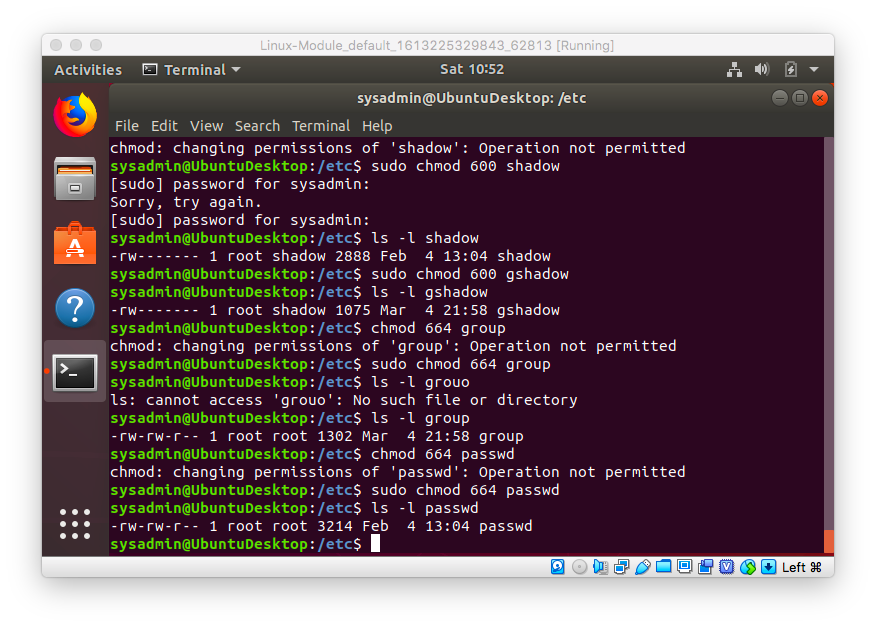 Linux-Module_default_1613225329843_62813 [Running]
Activities Terminal Sat 10:52
sysadmin@UbuntuDesktop: /etc
File Edit View Search Terminal Help
chmod: changing permissions of 'shadow': Operation not permitted
sysadmin@UbuntuDesktop:/etc$ sudo chmod 600 shadow
[sudo] password for sysadmin:
Sorry, try again.
[sudo] password for sysadmin:
sysadmin@UbuntuDesktop:/etc$ ls -l shadow
-rw------- 1 root shadow 2888 Feb  4 13:04 shadow
sysadmin@UbuntuDesktop:/etc$ sudo chmod 600 gshadow
sysadmin@UbuntuDesktop:/etc$ ls -l gshadow
-rw------- 1 root shadow 1075 Mar  4 21:58 gshadow
sysadmin@UbuntuDesktop:/etc$ chmod 664 group
chmod: changing permissions of 'group': Operation not permitted
sysadmin@UbuntuDesktop:/etc$ sudo chmod 664 group
sysadmin@UbuntuDesktop:/etc$ ls -l grouo
ls: cannot access 'grouo': No such file or directory
sysadmin@UbuntuDesktop:/etc$ ls -l group
-rw-rw-r-- 1 root root 1302 Mar  4 21:58 group
sysadmin@UbuntuDesktop:/etc$ chmod 664 passwd
chmod: changing permissions of 'passwd': Operation not permitted
sysadmin@UbuntuDesktop:/etc$ sudo chmod 664 passwd
sysadmin@UbuntuDesktop:/etc$ ls -l passwd
-rw-rw-r-- 1 root root 3214 Feb  4 13:04 passwd
sysadmin@UbuntuDesktop:/etc$
Left ⌘